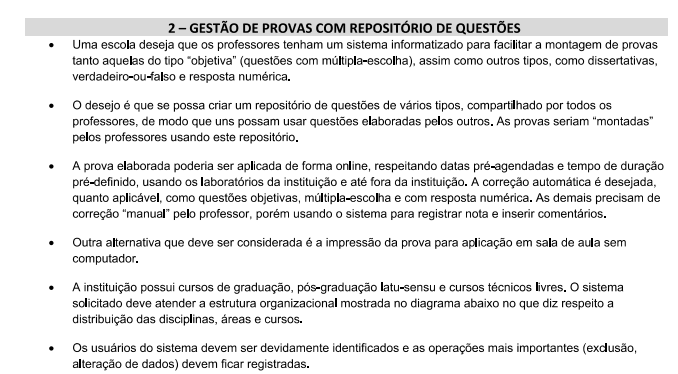 2 – GESTÃO DE PROVAS COM REPOSITÓRIO DE QUESTÕES
• Uma escola deseja que os professores tenham um sistema informatizado para facilitar a montagem de provas
tanto aquelas do tipo “objetiva” (questões com múltipla-escolha), assim como outros tipos, como dissertativas,
verdadeiro-ou-falso e resposta numérica.
• O desejo é que se possa criar um repositório de questões de vários tipos, compartilhado por todos os
professores, de modo que uns possam usar questões elaboradas pelos outros. As provas seriam “montadas”
pelos professores usando este repositório.
• A prova elaborada poderia ser aplicada de forma online, respeitando datas pré-agendadas e tempo de duração
pré-definido, usando os laboratórios da instituição e até fora da instituição. A correção automática é desejada,
quanto aplicável, como questões objetivas, múltipla-escolha e com resposta numérica. As demais precisam de
correção “manual” pelo professor, porém usando o sistema para registrar nota e inserir comentários.
• Outra alternativa que deve ser considerada é a impressão da prova para aplicação em sala de aula sem
computador.
• A instituição possui cursos de graduação, pós-graduação latu-sensu e cursos técnicos livres. O sistema
solicitado deve atender a estrutura organizacional mostrada no diagrama abaixo no que diz respeito a
distribuição das disciplinas, áreas e cursos.
• Os usuários do sistema devem ser devidamente identificados e as operações mais importantes (exclusão,
alteração de dados) devem ficar registradas.